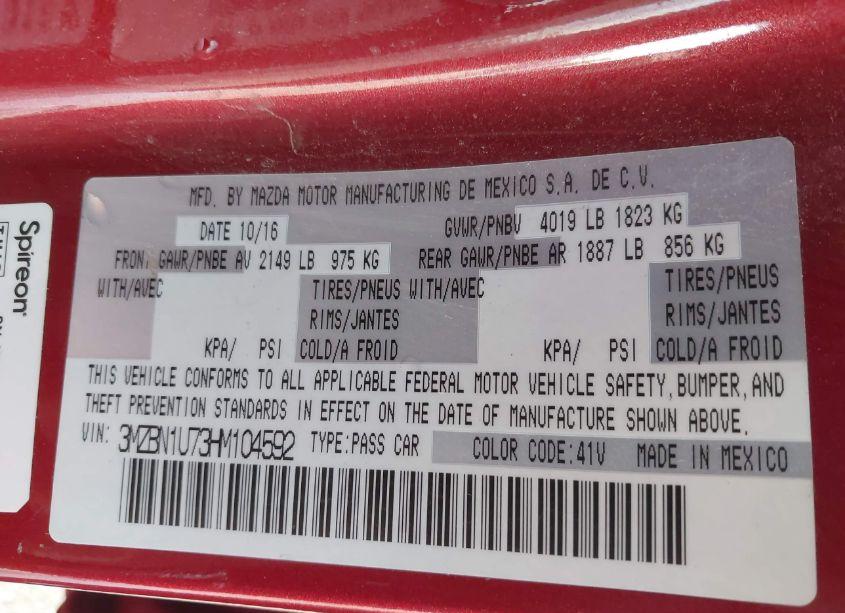 MFD. BY MAZDA MOTOR MANUFACTURING DE MEXICO S.A. DE C.V.
DATE 10/16 GVWR/PNBV 4019 LB 1823 KG
FRONT GAWR/PNBE AV 2149 LB 975 KG REAR GAWR/PNBE AR 1887 LB 856 KG
WITH/AVEC TIRES/PNEUS WITH/AVEC TIRES/PNEUS
RIMS/JANTES RIMS/JANTES
KPA/ PSI COLD/A FROID KPA/ PSI COLD/A FROID
THIS VEHICLE CONFORMS TO ALL APPLICABLE FEDERAL MOTOR VEHICLE SAFETY, BUMPER, AND
THEFT PREVENTION STANDARDS IN EFFECT ON THE DATE OF MANUFACTURE SHOWN ABOVE.
VIN: 3MZBN1U73HM104592 TYPE:PASS CAR COLOR CODE:41V MADE IN MEXICO
Spireon